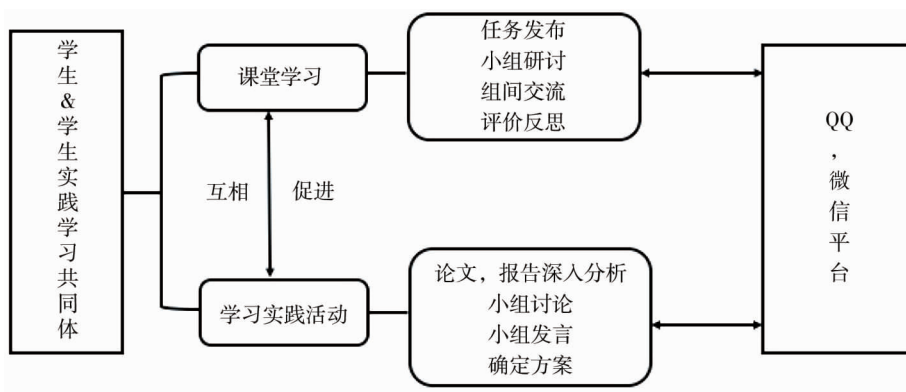 学生&学生实践学习共同体
课堂学习
任务发布
小组研讨
组间交流
评价反思
互相 促进
学习实践活动
论文，报告深入分析
小组讨论
小组发言
确定方案
QQ，微信平台